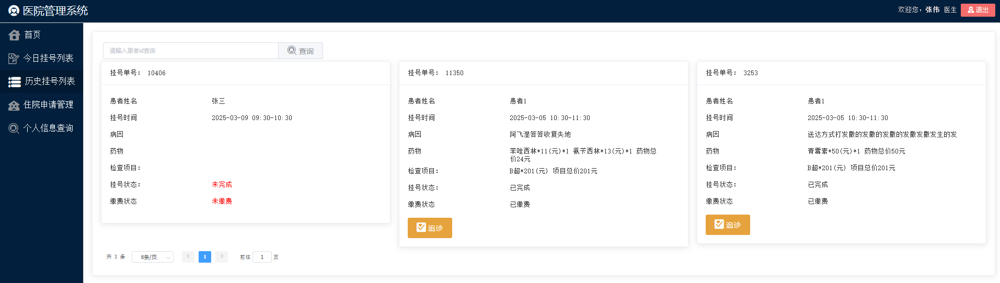 医院管理系统
欢迎您，张伟 医生 退出
首页
今日挂号列表
历史挂号列表
住院申请管理
个人信息查询
请输入患者id查询 查询
挂号单号： 10406
患者姓名 张三
挂号时间 2025-03-09 09:30-10:30
病因
药物
检查项目：
挂号状态： 未完成
缴费状态 未缴费
挂号单号： 11350
患者姓名 患者1
挂号时间 2025-03-05 10:30-11:30
病因 阿飞湿答答收复失地
药物 苯唑西林*11(元)*1 氨苄西林*13(元)*1 药物总
价24元
检查项目： B超*201(元) 项目总价201元
挂号状态： 已完成
缴费状态 已缴费
追诊
挂号单号： 3253
患者姓名 患者1
挂号时间 2025-03-05 10:30-11:30
病因 送达方式打发撒的发撒的发撒的发撒发撒发生的发
药物 青霉素*50(元)*1 药物总价50元
检查项目： B超*201(元) 项目总价201元
挂号状态： 已完成
缴费状态 已缴费
追诊
共 3 条 8条/页 1 前往 1 页